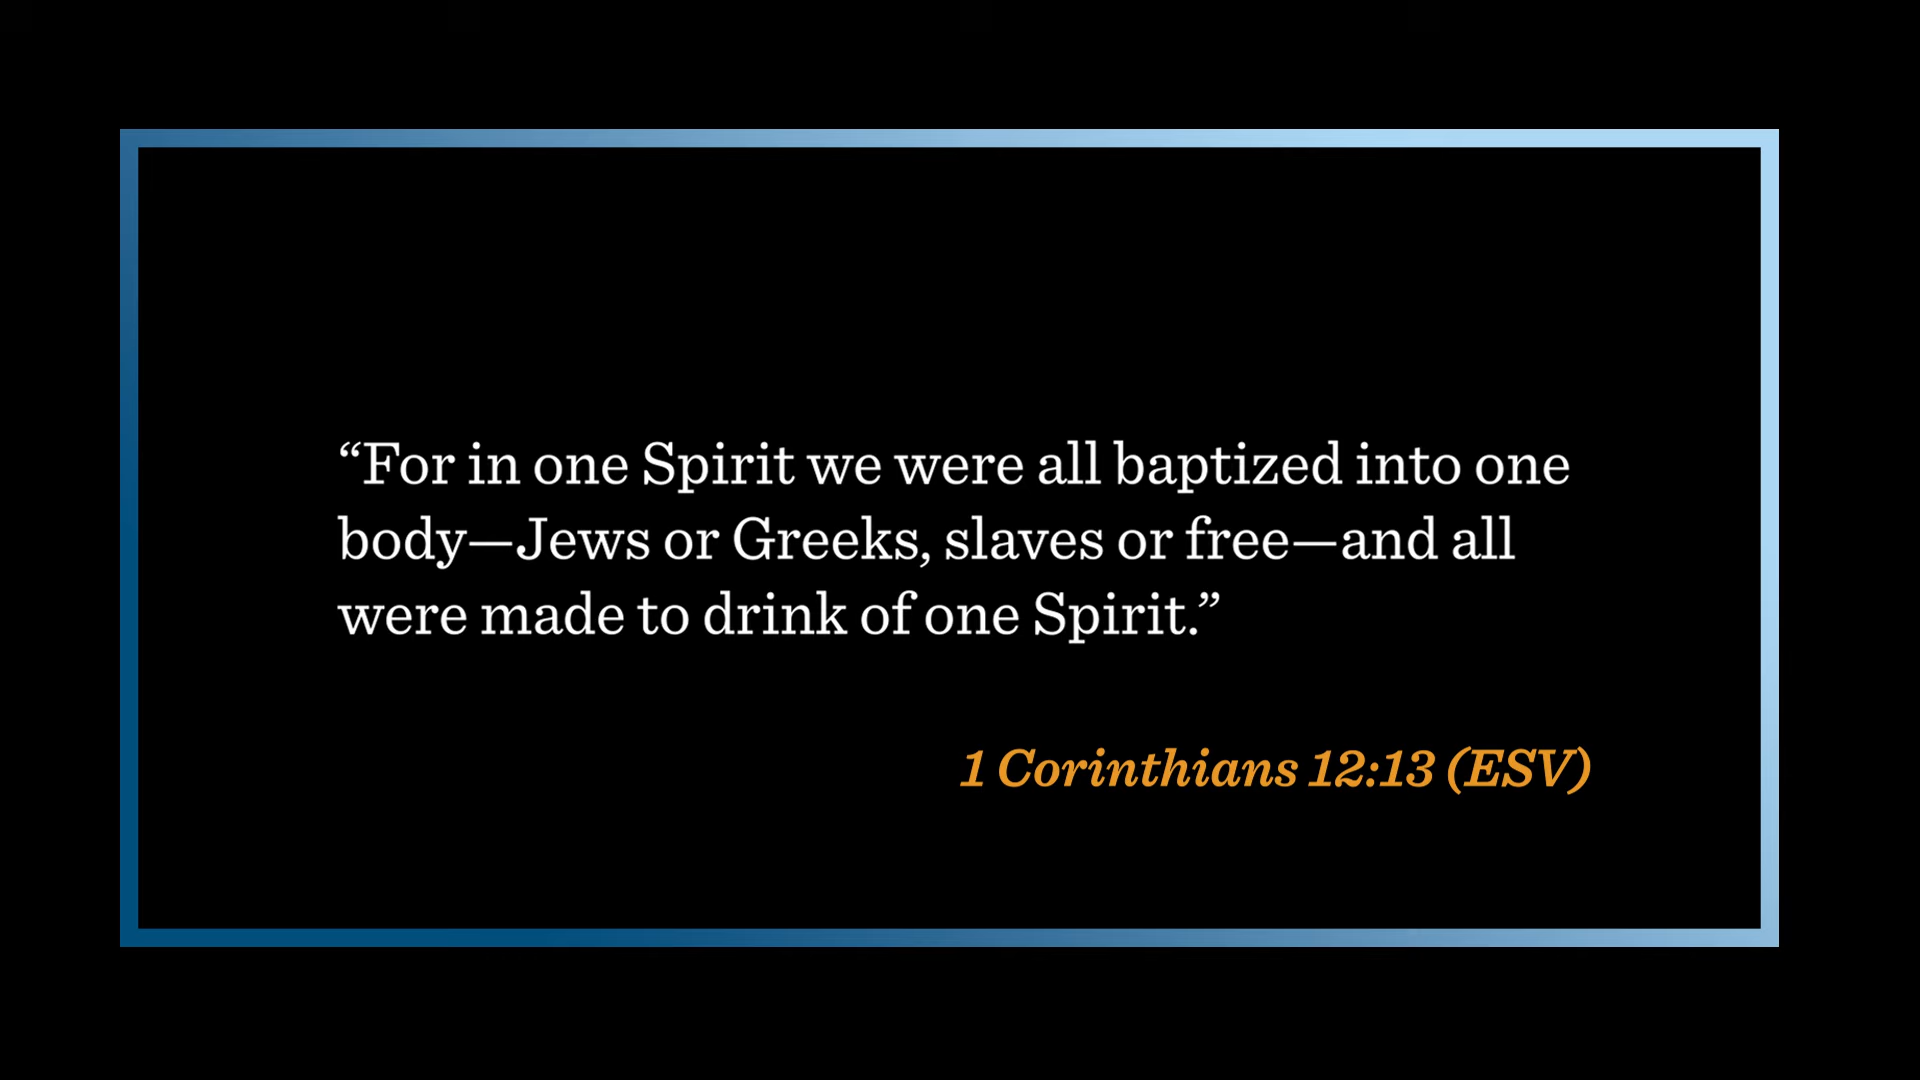 “For in one Spirit we were all baptized into one
body—Jews or Greeks, slaves or free—and all
were made to drink of one Spirit.”
1 Corinthians 12:13 (ESV)